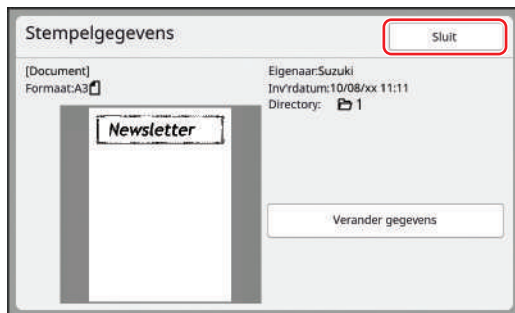 Stempelgegevens
Sluit
[Document]
Formaat:A3
Eigenaar:Suzuki
Inv'rdatum:10/08/xx 11:11
Directory: 1
Newsletter
Verander gegevens